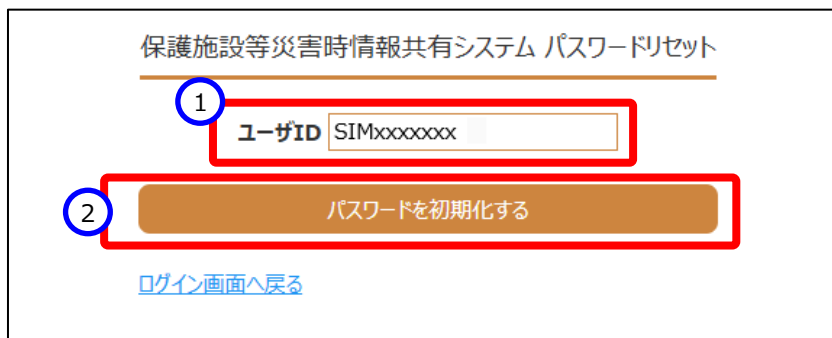 保護施設等災害時情報共有システム パスワードリセット
1
ユーザID SIMxxxxxxx
2
パスワードを初期化する
ログイン画面へ戻る